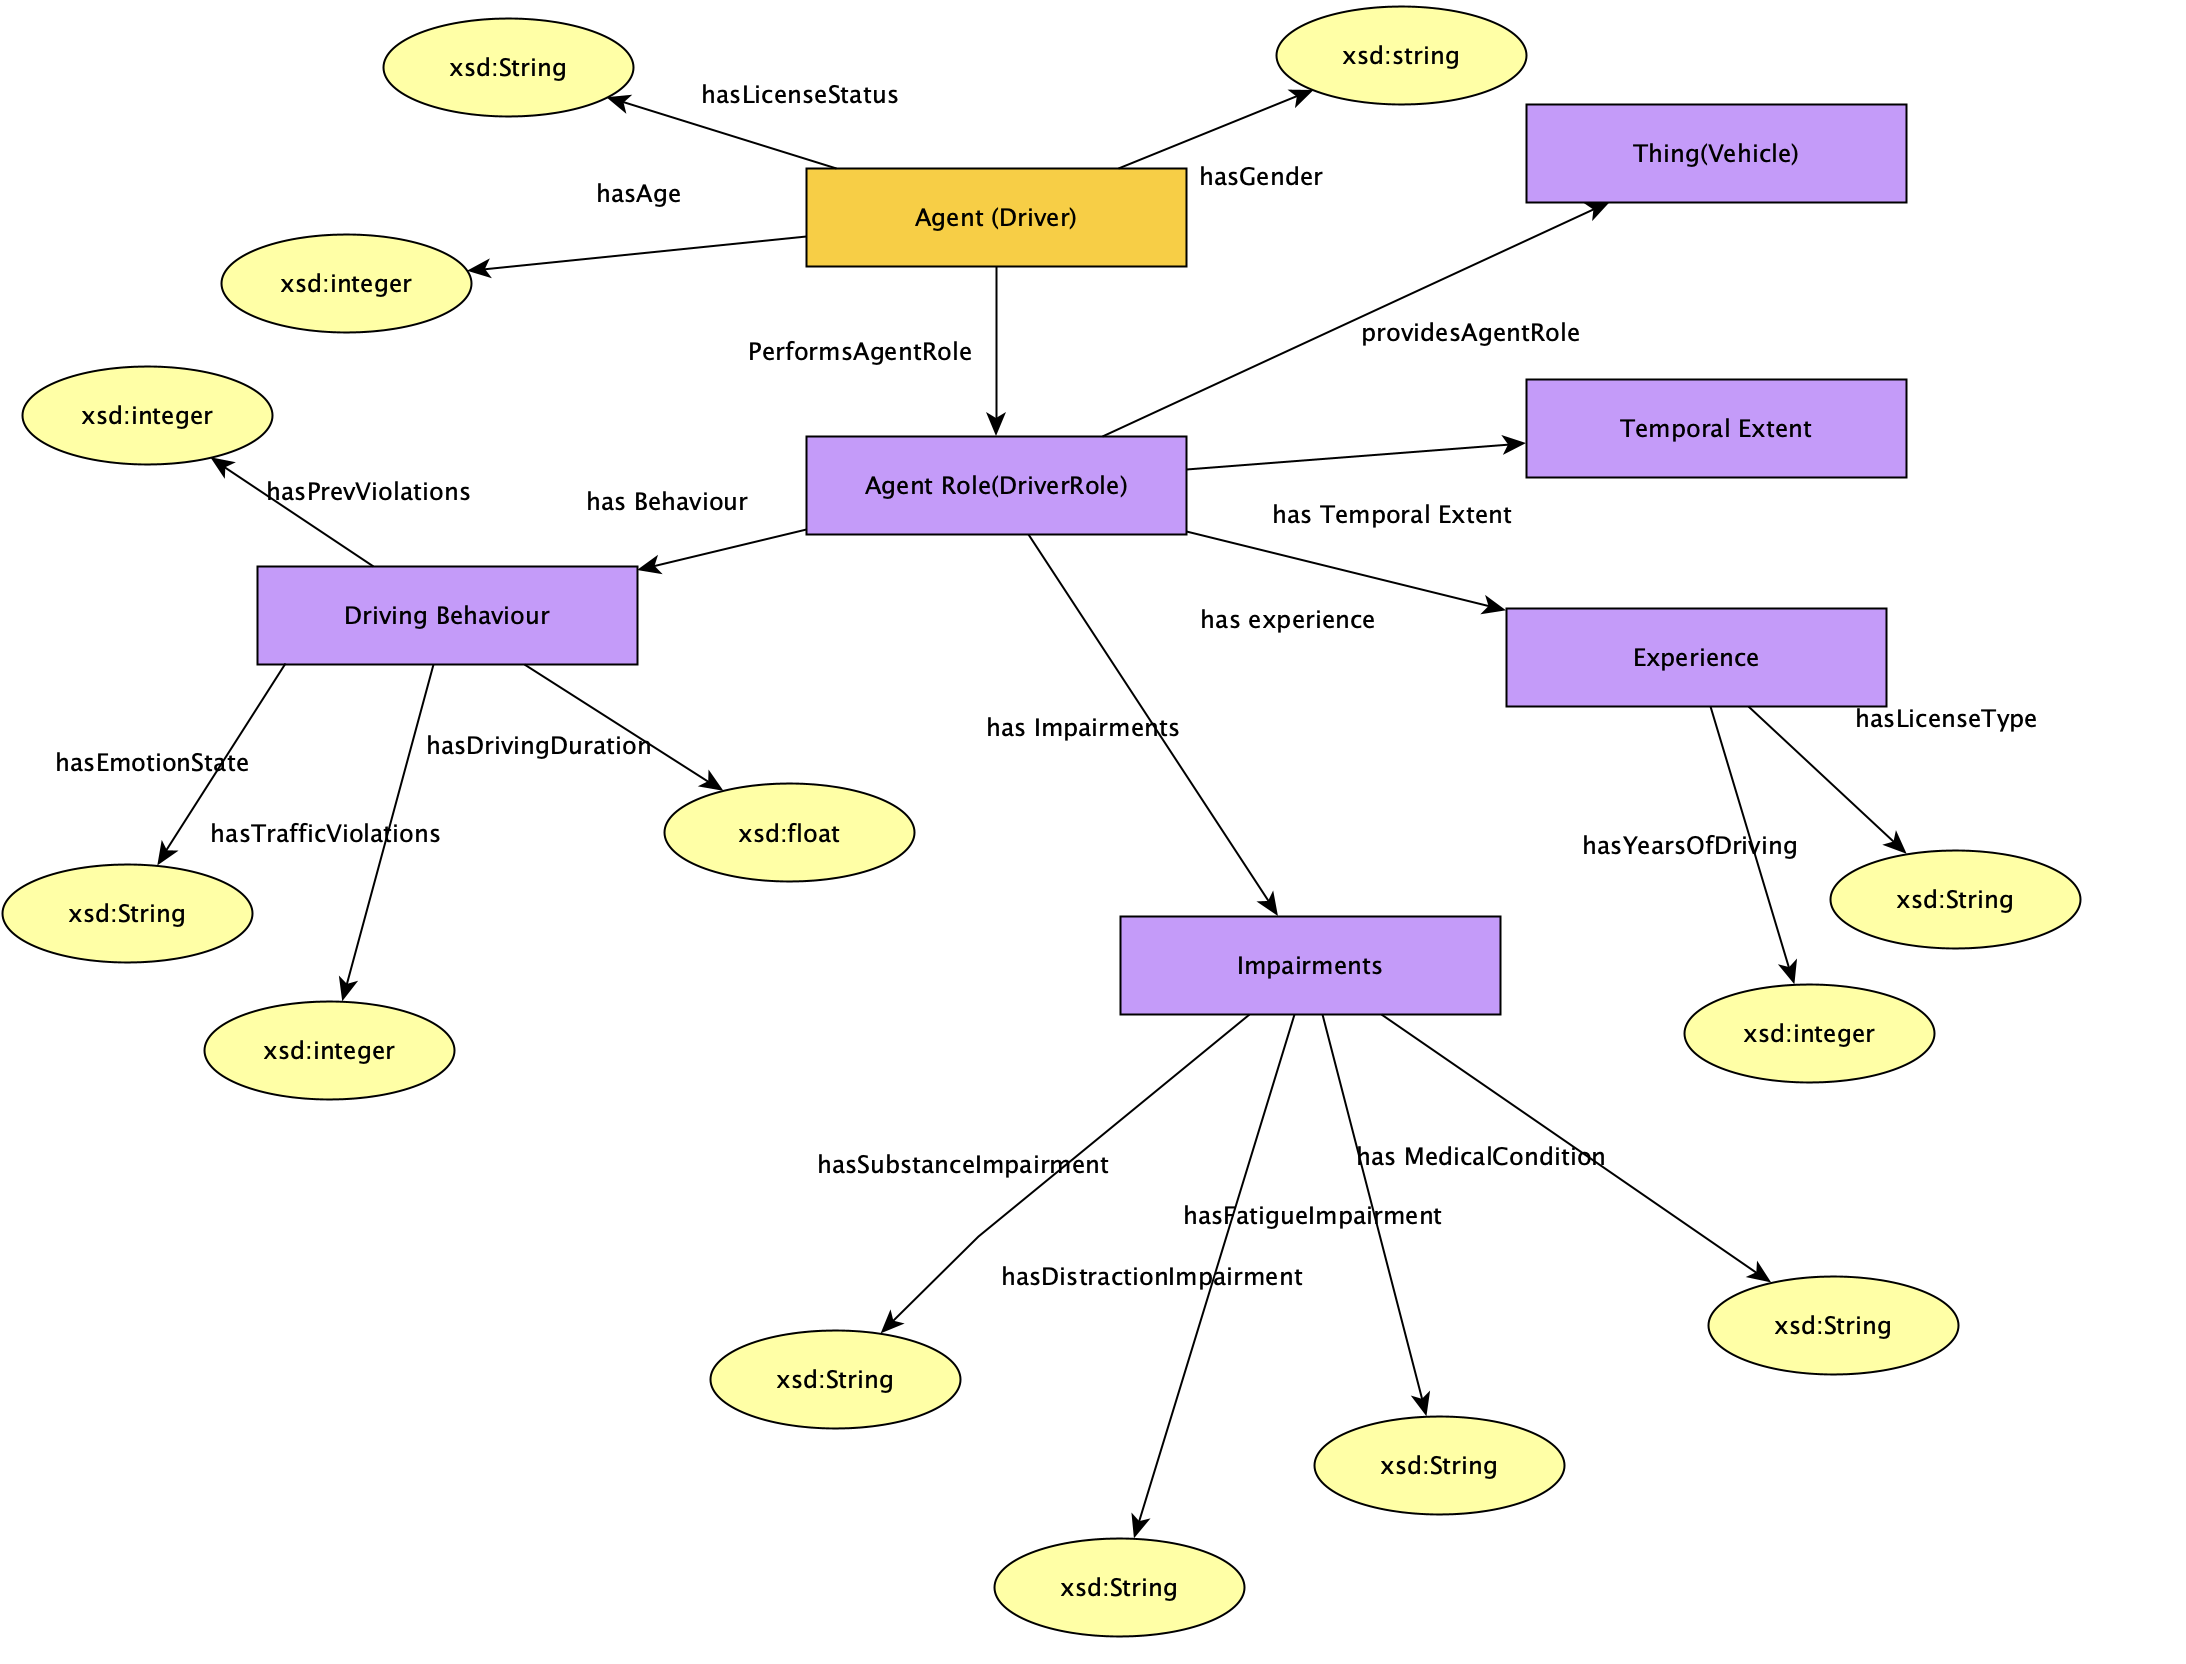 xsd:string
xsd:String
hasLicenseStatus
Thing(Vehicle)
hasGender
hasAge
Agent (Driver)
xsd:integer
providesAgentRole
PerformsAgentRole
xsd:integer
Temporal Extent
Agent Role(DriverRole)
hasPrevViolations
has Behaviour
has Temporal Extent
Driving Behaviour
has experience
Experience
hasLicenseType
has Impairments
hasDrivingDuration
hasEmotionState
hasTrafficViolations
xsd:float
hasYearsOfDriving
xsd:String
xsd:String
Impairments
xsd:integer
xsd:integer
has MedicalCondition
hasSubstanceImpairment
hasFatigueImpairment
hasDistractionImpairment
xsd:String
xsd:String
xsd:String
xsd:String